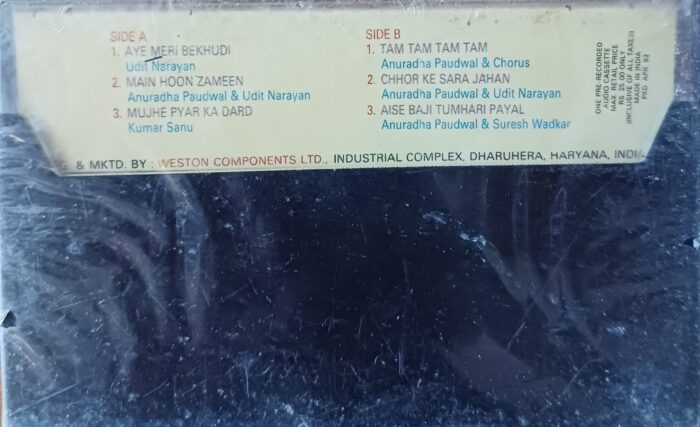 SIDE A
1. AYE MERI BEKHUDI
Udit Narayan
2. MAIN HOON ZAMEEN
Anuradha Paudwal & Udit Narayan
3. MUJHE PYAR KA DARD
Kumar Sanu
SIDE B
1. TAM TAM TAM TAM
Anuradha Paudwal & Chorus
2. CHHOR KE SARA JAHAN
Anuradha Paudwal & Udit Narayan
3. AISE BAJI TUMHARI PAYAL
Anuradha Paudwal & Suresh Wadkar
ONE PRE-RECORDED
AUDIO CASSETTE
MAX. RETAIL PRICE
RS 25.00 ONLY
(INCLUSIVE OF ALL TAXES)
MADE IN INDIA
PKD. APR. 92
& MKTD. BY : WESTON COMPONENTS LTD., INDUSTRIAL COMPLEX, DHARUHERA, HARYANA,